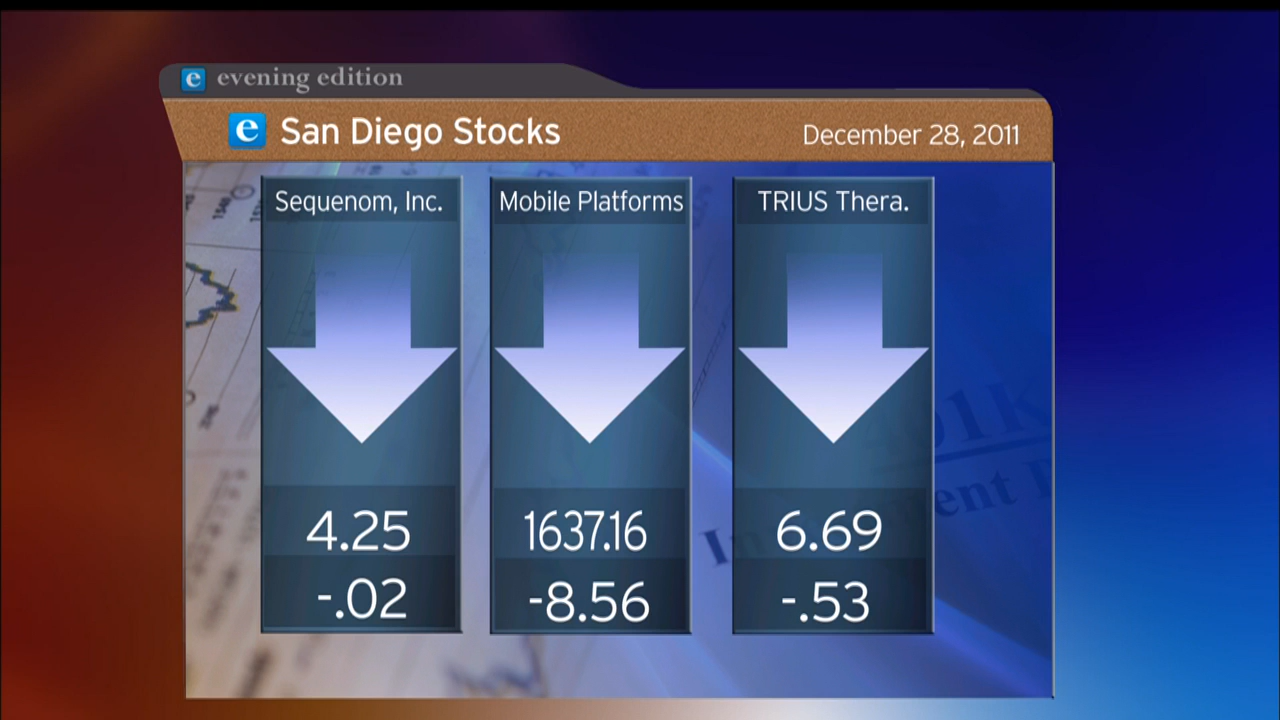 e evening edition
e San Diego Stocks December 28, 2011
Sequenom, Inc. Mobile Platforms TRIUS Thera.
4.25 1637.16 6.69
-.02 -8.56 -.53